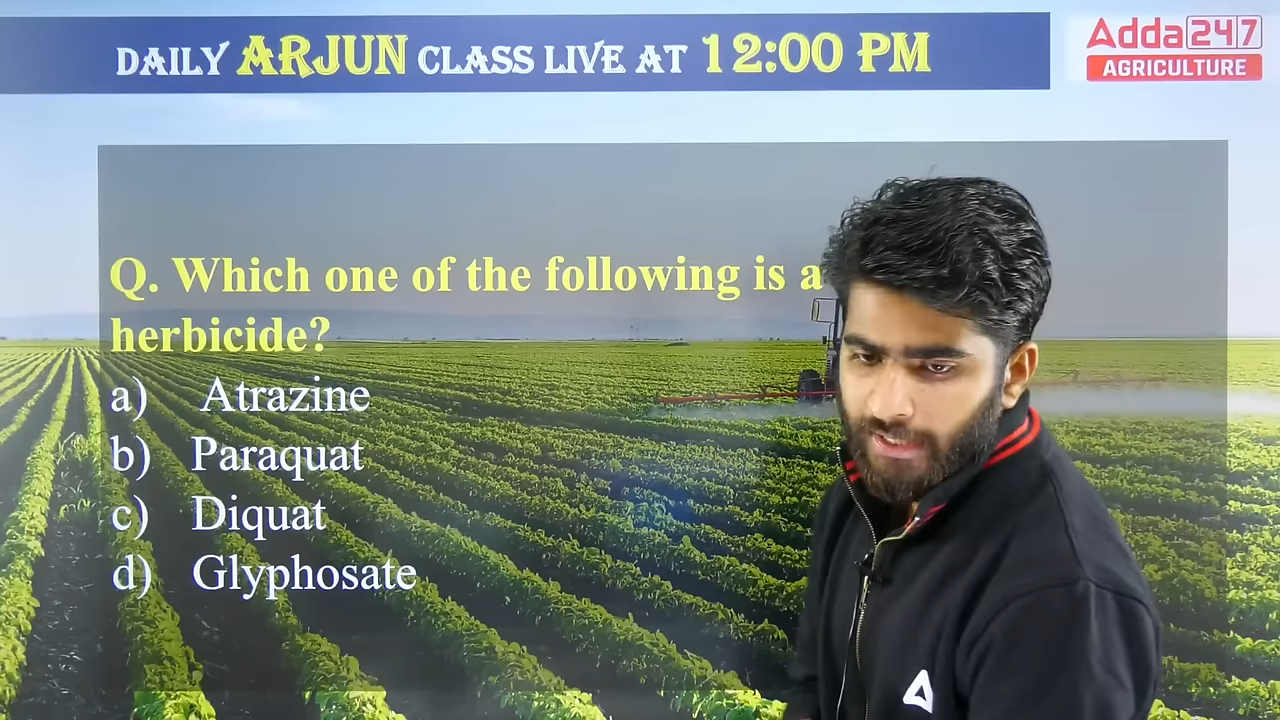 DAILY ARJUN CLASS LIVE AT 12:00 PM
Adda247
AGRICULTURE
Q. Which one of the following is a
herbicide?
a) Atrazine
b) Paraquat
c) Diquat
d) Glyphosate